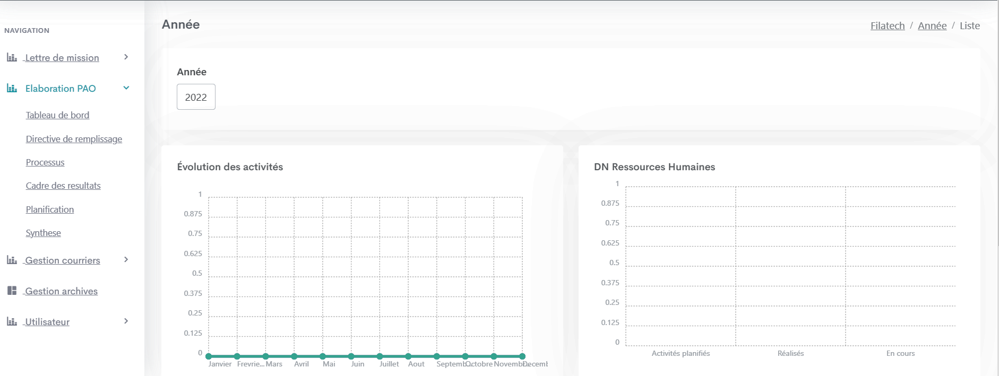 NAVIGATION
Lettre de mission
Elaboration PAO
Tableau de bord
Directive de remplissage
Processus
Cadre des resultats
Planification
Synthese
Gestion courriers
Gestion archives
Utilisateur
Année
Filatech / Année / Liste
Année
2022
Évolution des activités
1
0.875
0.75
0.625
0.5
0.375
0.25
0.125
0
Janvier Frevrie... Mars Avril Mai Juin Juillet Aout Septemb... Octobre Novemb...
DN Ressources Humaines
1
0.875
0.75
0.625
0.5
0.375
0.25
0.125
0
Activités planifiés Réalisés En cours